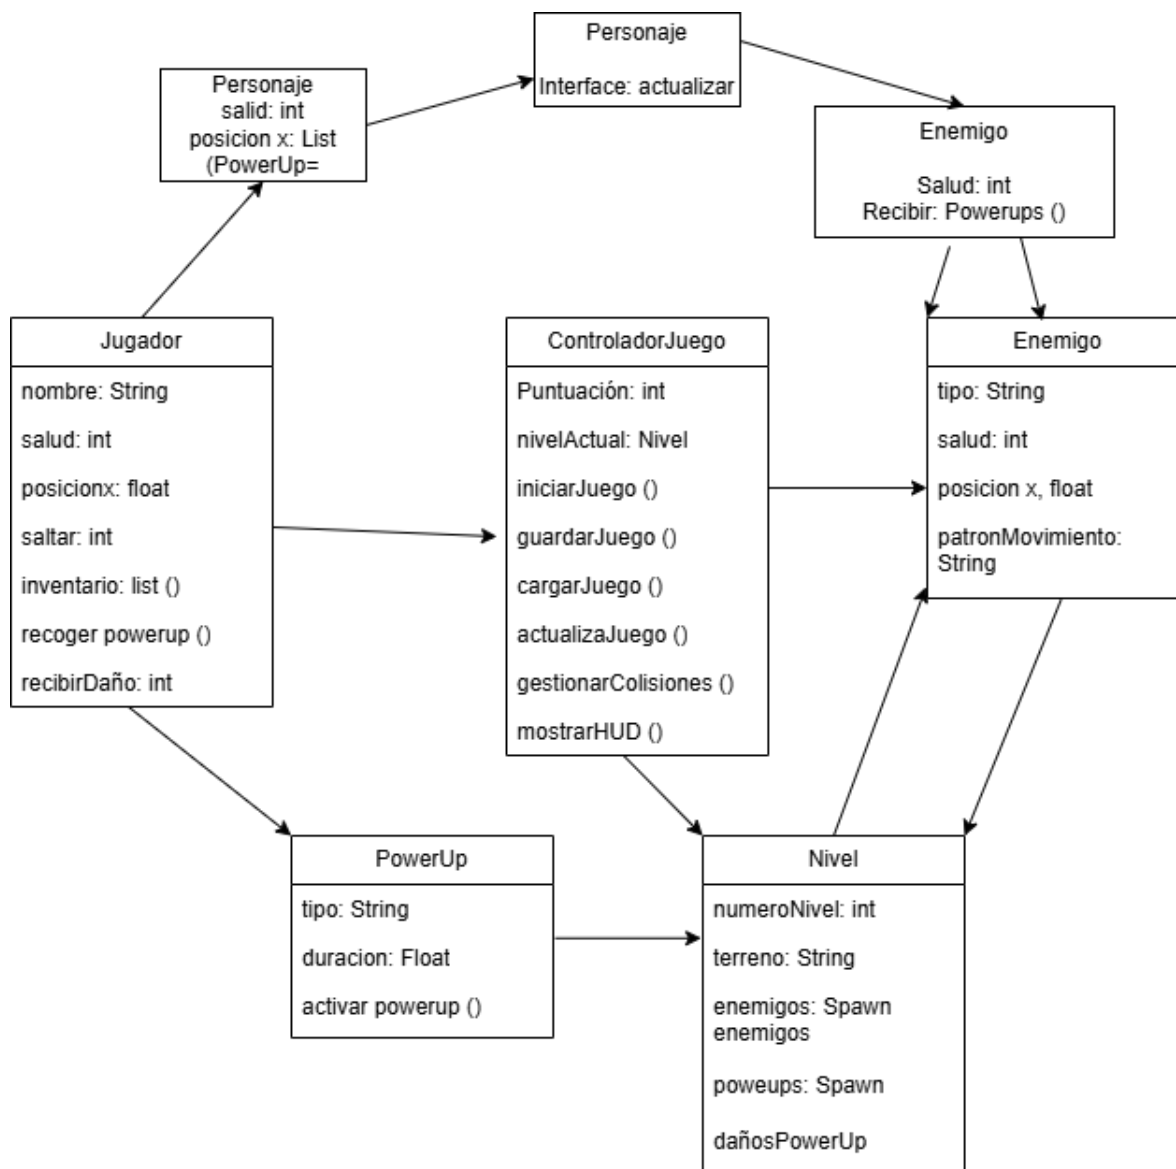 Personaje
Interface: actualizar
Personaje
salid: int
posicion x: List
(PowerUp=
Enemigo
Salud: int
Recibir: Powerups ()
Jugador
nombre: String
salud: int
posicionx: float
saltar: int
inventario: list ()
recoger powerup ()
recibirDaño: int
ControladorJuego
Puntuación: int
nivelActual: Nivel
iniciarJuego ()
guardarJuego ()
cargarJuego ()
actualizaJuego ()
gestionarColisiones ()
mostrarHUD ()
Enemigo
tipo: String
salud: int
posicion x, float
patronMovimiento:
String
PowerUp
tipo: String
duracion: Float
activar powerup ()
Nivel
numeroNivel: int
terreno: String
enemigos: Spawn
enemigos
poweups: Spawn
dañosPowerUp